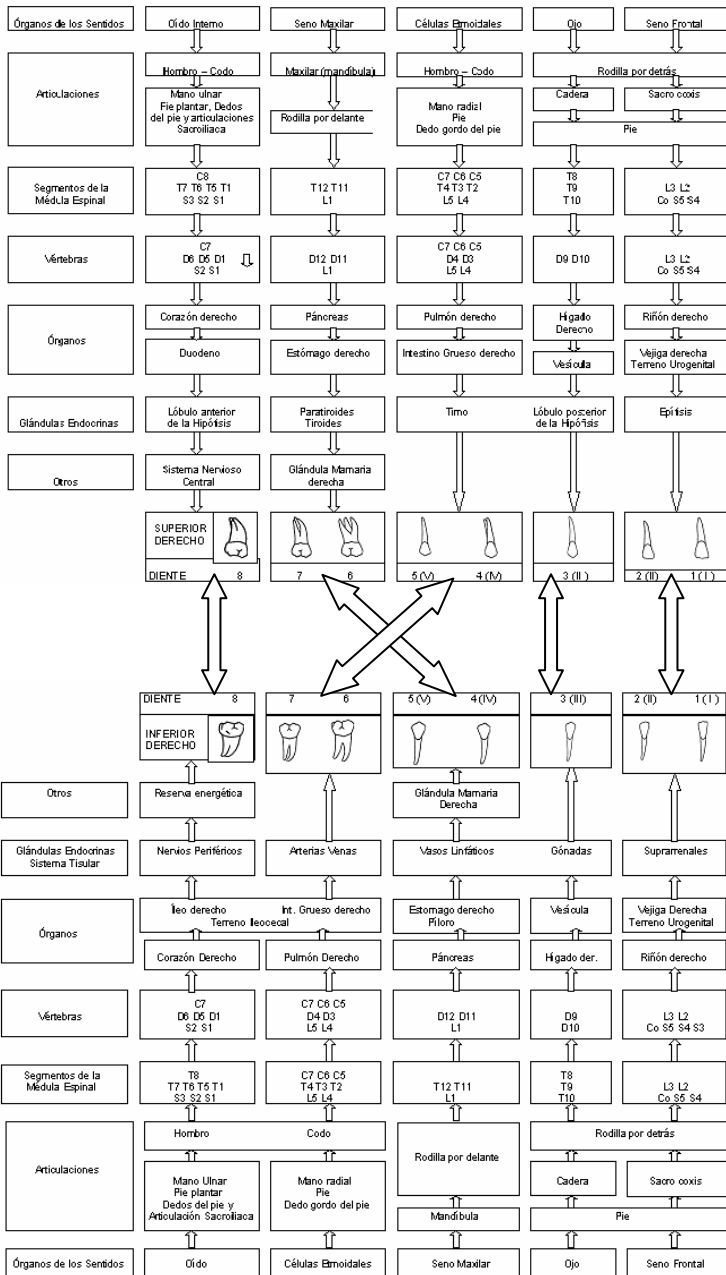 Órganos de los Sentidos
Oído Interno
Seno Maxilar
Células Etmoidales
Ojo
Seno Frontal
Articulaciones
Hombro – Codo
Maxilar (mandíbula)
Hombro – Codo
Rodilla por detrás
Mano ulnar
Pie plantar, Dedos
del pie y articulaciones
Sacroiliaca
Rodilla por delante
Mano radial
Pie
Dedo gordo del pie
Cadera
Sacro coxis
Pie
Segmentos de la
Médula Espinal
C8
T7 T6 T5 T1
S3 S2 S1
T12 T11
L1
C7 C6 C5
T4 T3 T2
L5 L4
T8
T9
T10
L3 L2
Co S5 S4
Vértebras
C7
D6 D5 D1
S2 S1
D12 D11
L1
C7 C6 C5
D4 D3
L5 L4
D9 D10
L3 L2
Co S5 S4
Órganos
Corazón derecho
Páncreas
Pulmón derecho
Hígado
Derecho
Riñón derecho
Duodeno
Estómago derecho
Intestino Grueso derecho
Vesícula
Vejiga derecha
Terreno Urogenital
Glándulas Endocrinas
Lóbulo anterior
de la Hipófisis
Paratiroides
Tiroides
Timo
Lóbulo posterior
de la Hipófisis
Epífisis
Otros
Sistema Nervioso
Central
Glándula Mamaria
derecha
SUPERIOR
DERECHO
DIENTE 8
7 6
5 (V) 4 (IV)
3 (II)
2 (II) 1 (I)
DIENTE 8
7 6
5 (V) 4 (IV)
3 (III)
2 (II) 1 (I)
INFERIOR
DERECHO
Otros
Reserva energética
Glándula Mamaria
Derecha
Glándulas Endocrinas
Sistema Tisular
Nervios Periféricos
Arterias Venas
Vasos Linfáticos
Gónadas
Suprarrenales
Órganos
Íleo derecho Int. Grueso derecho
Terreno Ileocecal
Estomago derecho
Píloro
Vesícula
Vejiga Derecha
Terreno Urogenital
Corazón Derecho
Pulmón Derecho
Páncreas
Hígado der.
Riñón derecho
Vértebras
C7
D6 D5 D1
S2 S1
C7 C6 C5
D4 D3
L5 L4
D12 D11
L1
D9
D10
L3 L2
Co S5 S4 S3
Segmentos de la
Médula Espinal
T8
T7 T6 T5 T1
S3 S2 S1
C7 C6 C5
T4 T3 T2
L5 L4
T12 T11
L1
T8
T9
T10
L3 L2
Co S5 S4
Articulaciones
Hombro Codo
Rodilla por delante
Rodilla por detrás
Mano Ulnar
Pie plantar
Dedos del pie y
Articulación Sacroiliaca
Mano radial
Pie
Dedo gordo del pie
Cadera
Sacro coxis
Mandíbula
Pie
Órganos de los Sentidos
Oído
Células Etmoidales
Seno Maxilar
Ojo
Seno Frontal